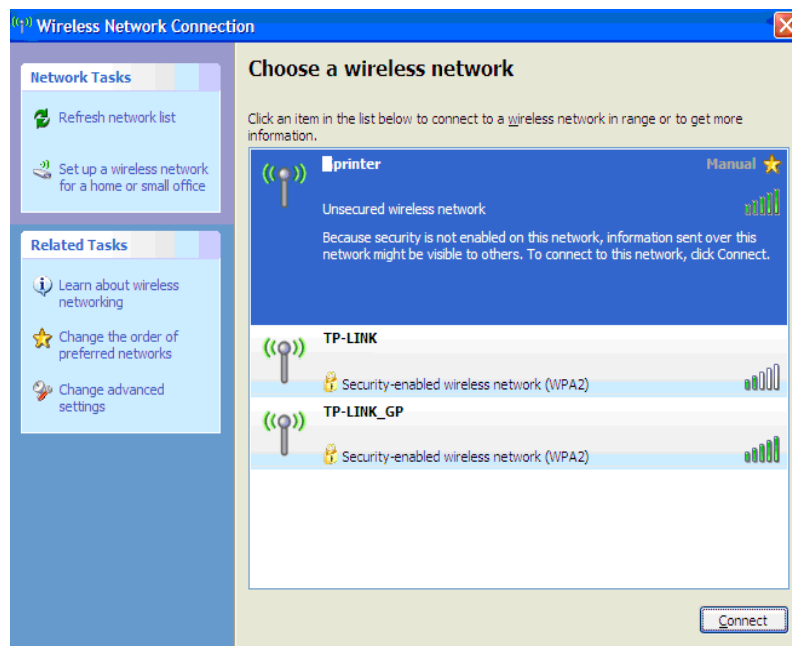 Wireless Network Connection
Network Tasks
Refresh network list
Set up a wireless network
for a home or small office
Related Tasks
Learn about wireless
networking
Change the order of
preferred networks
Change advanced
settings
Choose a wireless network
Click an item in the list below to connect to a wireless network in range or to get more
information.
printer
Manual
Unsecured wireless network
Because security is not enabled on this network, information sent over this
network might be visible to others. To connect to this network, click Connect.
TP-LINK
Security-enabled wireless network (WPA2)
TP-LINK_GP
Security-enabled wireless network (WPA2)
Connect